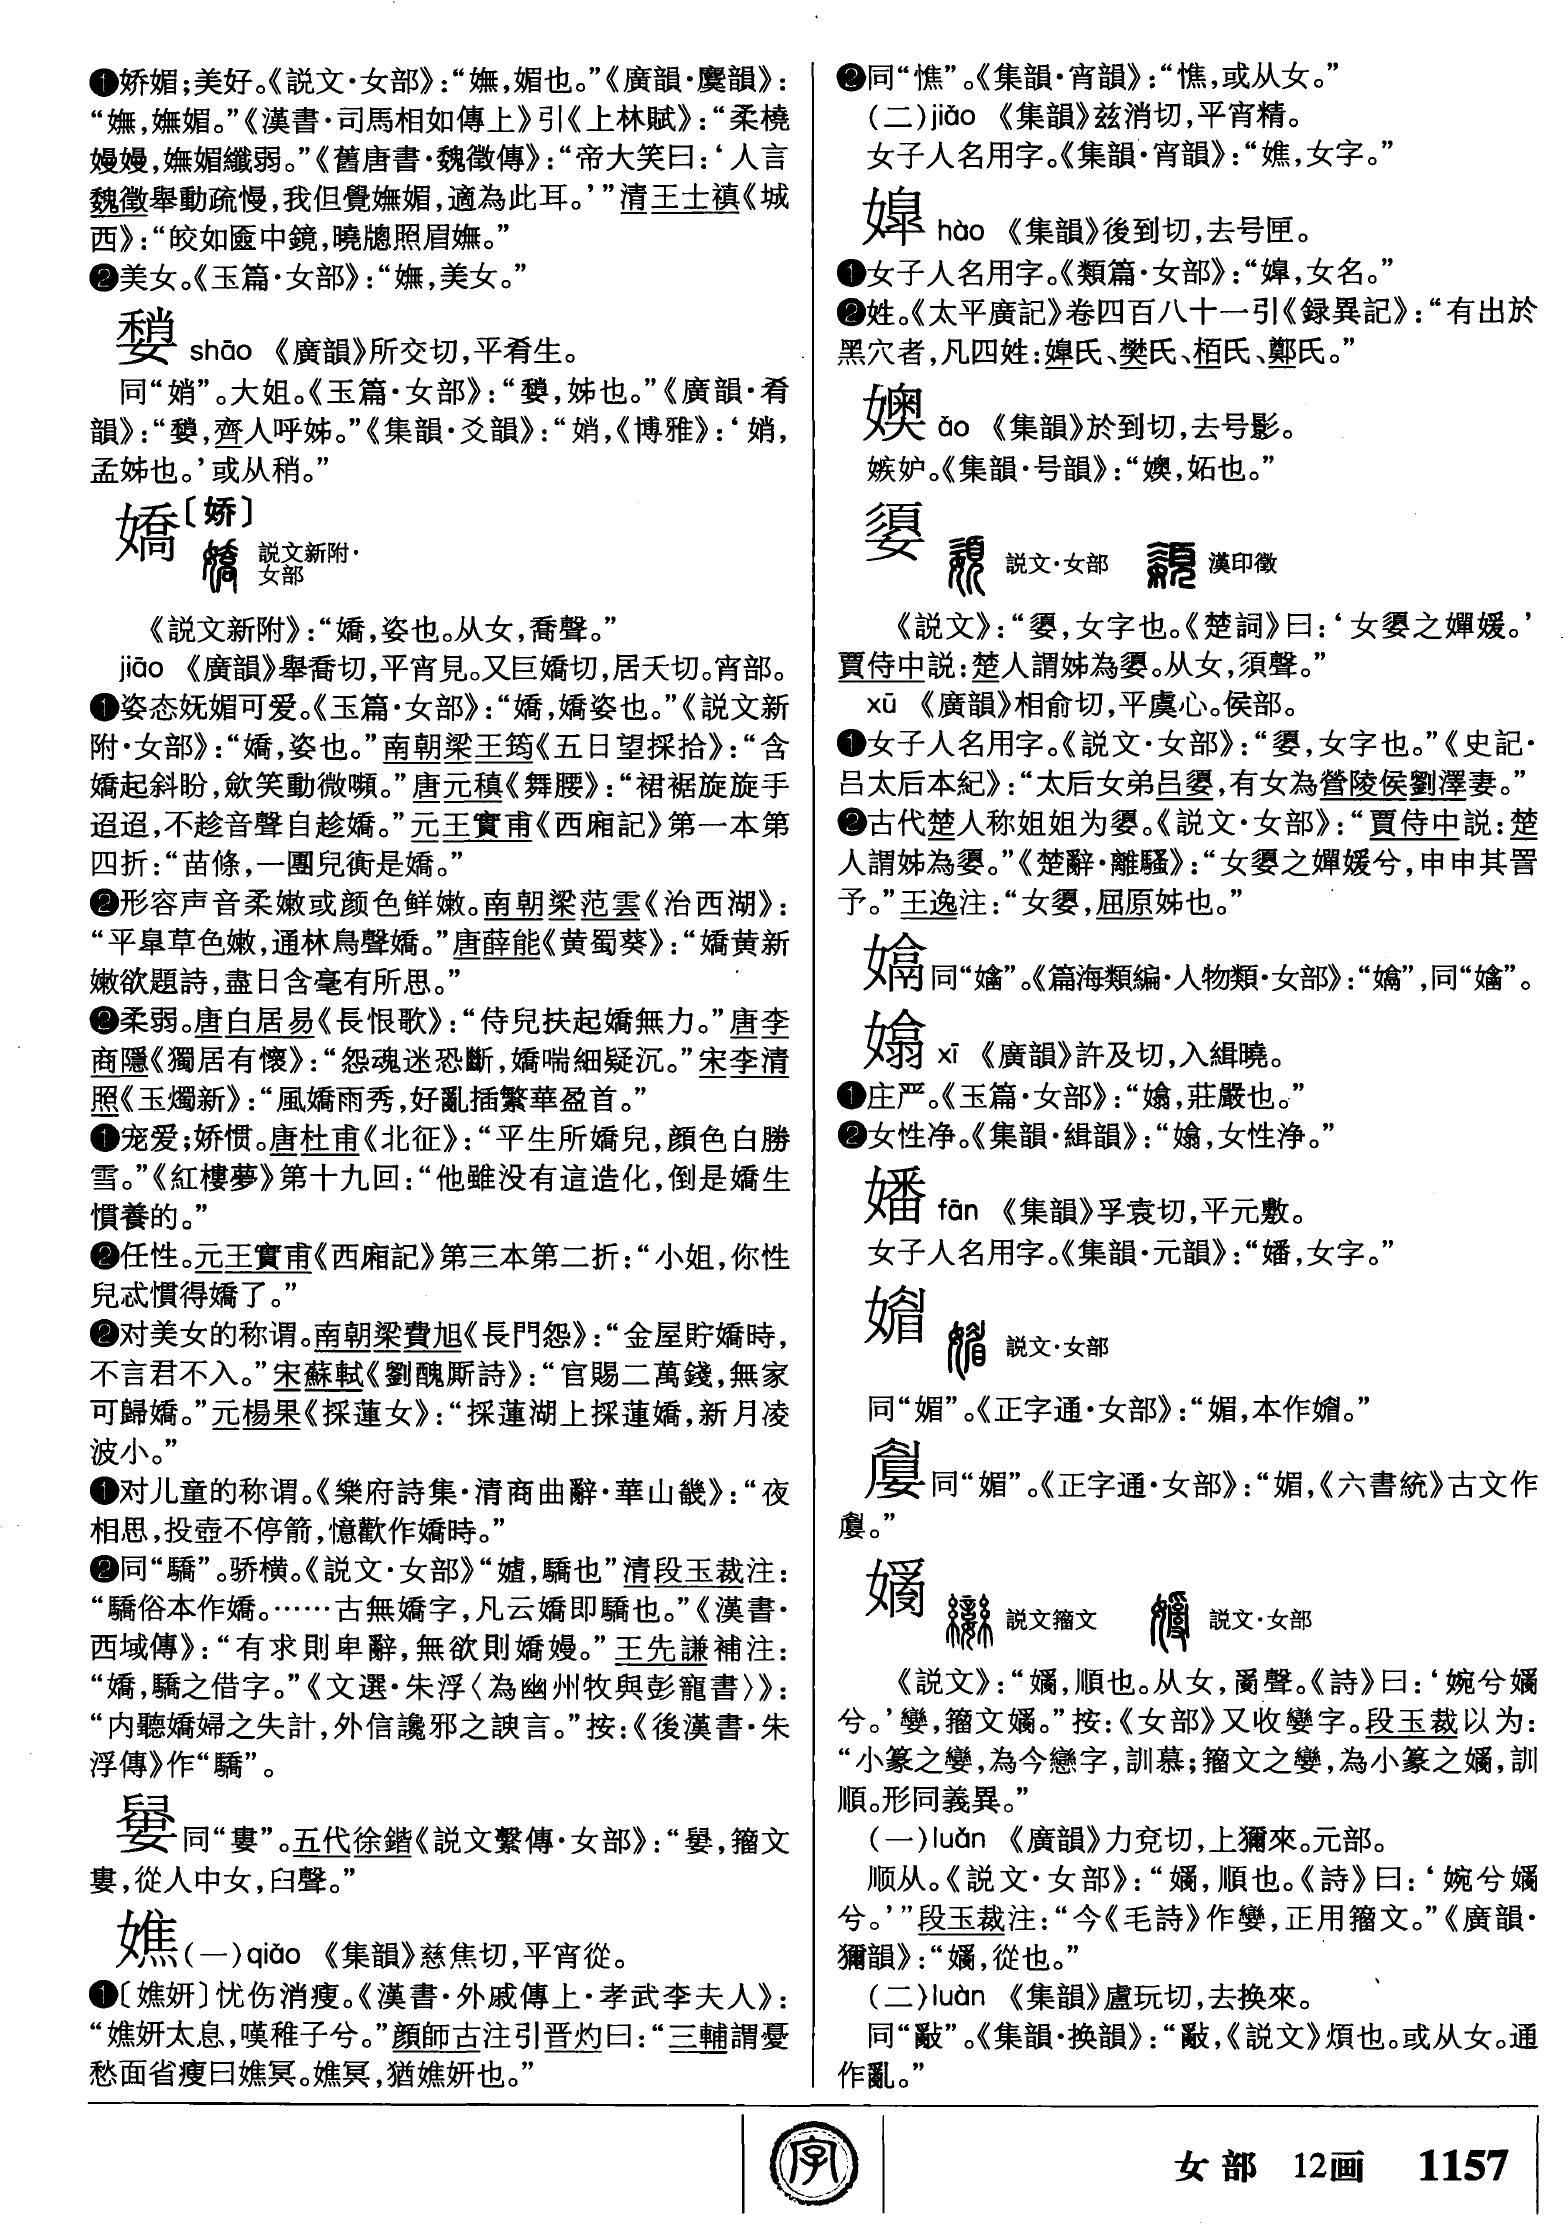 ❶娇媚；美好。《説文·女部》：“嫵，媚也。”《廣韻·麌韻》：
“嫵，嫵媚。”《漢書·司馬相如傳上》引《上林賦》：“柔橈
嫚嫚，嫵媚纖弱。”《舊唐書·魏徵傳》：“帝大笑曰：‘人言
魏徵舉動疏慢，我但覺嫵媚，適為此耳。’”清王士禛《城
西》：“皎如匳中鏡，曉牕照眉嫵。”
❷美女。《玉篇·女部》：“嫵，美女。”
䅵 shāo 《廣韻》所交切，平肴生。
同“娋”。大姐。《玉篇·女部》：“䅵，姊也。”《廣韻·肴
韻》：“䅵，齊人呼姊。”《集韻·爻韻》：“娋，《博雅》：‘娋，
孟姊也。’或从稍。”
嬌〔娇〕
説文新附·
女部
《説文新附》：“嬌，姿也。从女，喬聲。”
jiāo 《廣韻》舉喬切，平宵見。又巨嬌切，居夭切。宵部。
❶姿态妩媚可爱。《玉篇·女部》：“嬌，嬌姿也。”《説文新
附·女部》：“嬌，姿也。”南朝梁王筠《五日望採拾》：“含
嬌起斜盼，斂笑動微嚬。”唐元稹《舞腰》：“裙裾旋旋手
迢迢，不趁音聲自趁嬌。”元王實甫《西廂記》第一本第
四折：“苗條，一團兒衠是嬌。”
❷形容声音柔嫩或颜色鲜嫩。南朝梁范雲《治西湖》：
“平臯草色嫩，通林鳥聲嬌。”唐薛能《黄蜀葵》：“嬌黄新
嫩欲題詩，盡日含毫有所思。”
❷柔弱。唐白居易《長恨歌》：“侍兒扶起嬌無力。”唐李
商隱《獨居有懷》：“怨魂迷恐斷，嬌喘細疑沉。”宋李清
照《玉燭新》：“風嬌雨秀，好亂插繁華盈首。”
❶宠爱；娇惯。唐杜甫《北征》：“平生所嬌兒，顔色白勝
雪。”《紅樓夢》第十九回：“他雖没有這造化，倒是嬌生
慣養的。”
❷任性。元王實甫《西廂記》第三本第二折：“小姐，你性
兒忒慣得嬌了。”
❷对美女的称谓。南朝梁費旭《長門怨》：“金屋貯嬌時，
不言君不入。”宋蘇軾《劉醜厮詩》：“官賜二萬錢，無家
可歸嬌。”元楊果《採蓮女》：“採蓮湖上採蓮嬌，新月凌
波小。”
❶对儿童的称谓。《樂府詩集·清商曲辭·華山畿》：“夜
相思，投壺不停箭，憶歡作嬌時。”
❷同“驕”。骄横。《説文·女部》“嫭，驕也”清段玉裁注：
“驕俗本作嬌。……古無嬌字，凡云嬌即驕也。”《漢書·
西域傳》：“有求則卑辭，無欲則嬌嫚。”王先謙補注：
“嬌，驕之借字。”《文選·朱浮〈為幽州牧與彭寵書〉》：
“内聽嬌婦之失計，外信讒邪之諛言。”按：《後漢書·朱
浮傳》作“驕”。
同“婁”。五代徐鍇《説文繫傳·女部》：“籀文
婁，從人中女，臼聲。”
嫶（一）qiáo 《集韻》慈焦切，平宵從。
❶〔嫶妍〕忧伤消瘦。《漢書·外戚傳上·孝武李夫人》：
“嫶妍太息，嘆稚子兮。”顔師古注引晋灼曰：“三輔謂憂
愁面省瘦曰嫶冥。嫶冥，猶嫶妍也。”
❷同“憔”。《集韻·宵韻》：“憔，或从女。”
（二）jiāo 《集韻》兹消切，平宵精。
女子人名用字。《集韻·宵韻》：“嫶，女字。”
嫴 hào 《集韻》後到切，去号匣。
❶女子人名用字。《類篇·女部》：“女名。”
❷姓。《太平廣記》卷四百八十一引《録異記》：“有出於
黑穴者，凡四姓：氏、樊氏、栢氏、鄭氏。”
㜩 ào 《集韻》於到切，去号影。
嫉妒。《集韻·号韻》：“㜩，妬也。”
嬃
説文·女部 漢印徵
《説文》：“嬃，女字也。《楚詞》曰：‘女嬃之嬋媛。’
賈侍中説：楚人謂姊為嬃。从女，須聲。”
xū 《廣韻》相俞切，平虞心。侯部。
❶女子人名用字。《説文·女部》：“嬃，女字也。”《史記·
吕太后本紀》：“太后女弟吕嬃，有女為營陵侯劉澤妻。”
❷古代楚人称姐姐为嬃。《説文·女部》：“賈侍中説：楚
人謂姊為嬃。”《楚辭·離騷》：“女嬃之嬋媛兮，申申其詈
予。”王逸注：“女嬃，屈原姊也。”
同“嬆”。《篇海類編·人物類·女部》：同“嬆”。
嬆 xī 《廣韻》許及切，入緝曉。
❶庄严。《玉篇·女部》：“嬆，莊嚴也。”
❷女性净。《集韻·緝韻》：“嬆，女性浄。”
嬏 fān 《集韻》孚袁切，平元敷。
女子人名用字。《集韻·元韻》：“嬏，女字。”
説文·女部
同“媚”。《正字通·女部》：“媚，本作。”
同“媚”。《正字通·女部》：“媚，《六書統》古文作
。”
㛹
説文籀文 説文·女部
《説文》：“嫡，順也。从女，𤔔聲。《詩》曰：‘婉兮
兮。’孌，籀文。”按：《女部》又收孌字。段玉裁以为：
“小篆之孌，為今戀字，訓慕；籀文之孌，為小篆之，訓
順。形同義異。”
（一）luǎn 《廣韻》力兗切，上獮來。元部。
顺从。《説文·女部》：“順也。《詩》曰：‘婉兮
兮。’”段玉裁注：“今《毛詩》作孌，正用籀文。”《廣韻·
獮韻》：“從也。”
（二）luàn 《集韻》盧玩切，去换來。
同“敵”。《集韻·换韻》：“《説文》煩也。或从女。通
作亂。”
字
女部 12画 1157